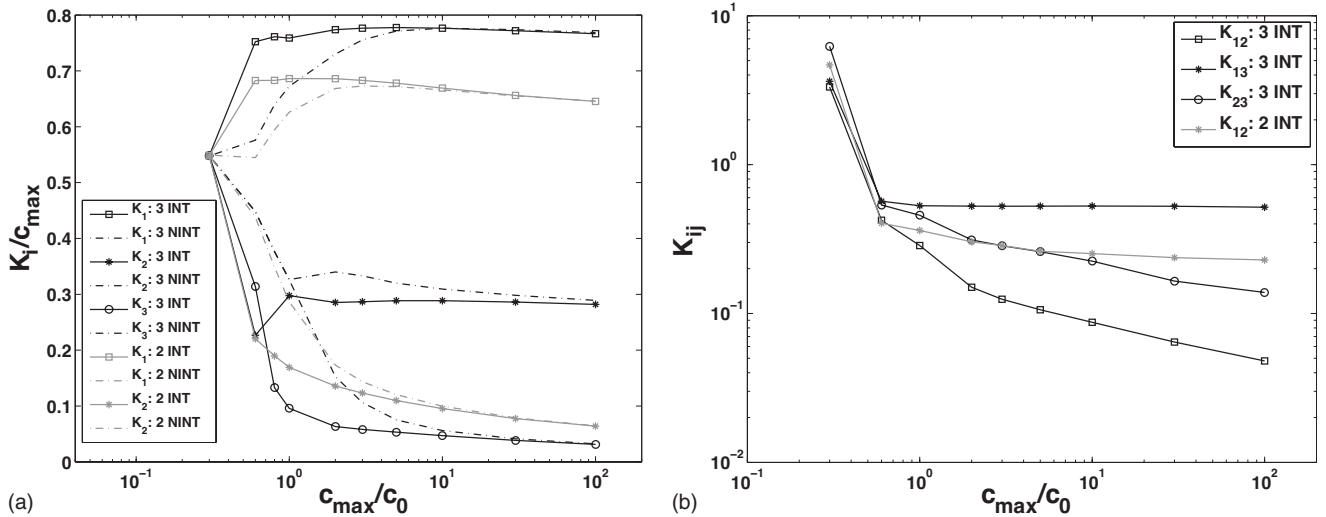 0.8
0.7
0.6
0.5
0.4
0.3
0.2
0.1
0
K_i/c_max
K_1: 3 INT
K_1: 3 NINT
K_2: 3 INT
K_2: 3 NINT
K_3: 3 INT
K_3: 3 NINT
K_1: 2 INT
K_1: 2 NINT
K_2: 2 INT
K_2: 2 NINT
10^−1
10^0
10^1
10^2
c_max/c_0
(a)
10^1
10^0
10^−1
10^−2
K_ij
K_12: 3 INT
K_13: 3 INT
K_23: 3 INT
K_12: 2 INT
10^−1
10^0
10^1
10^2
c_max/c_0
(b)